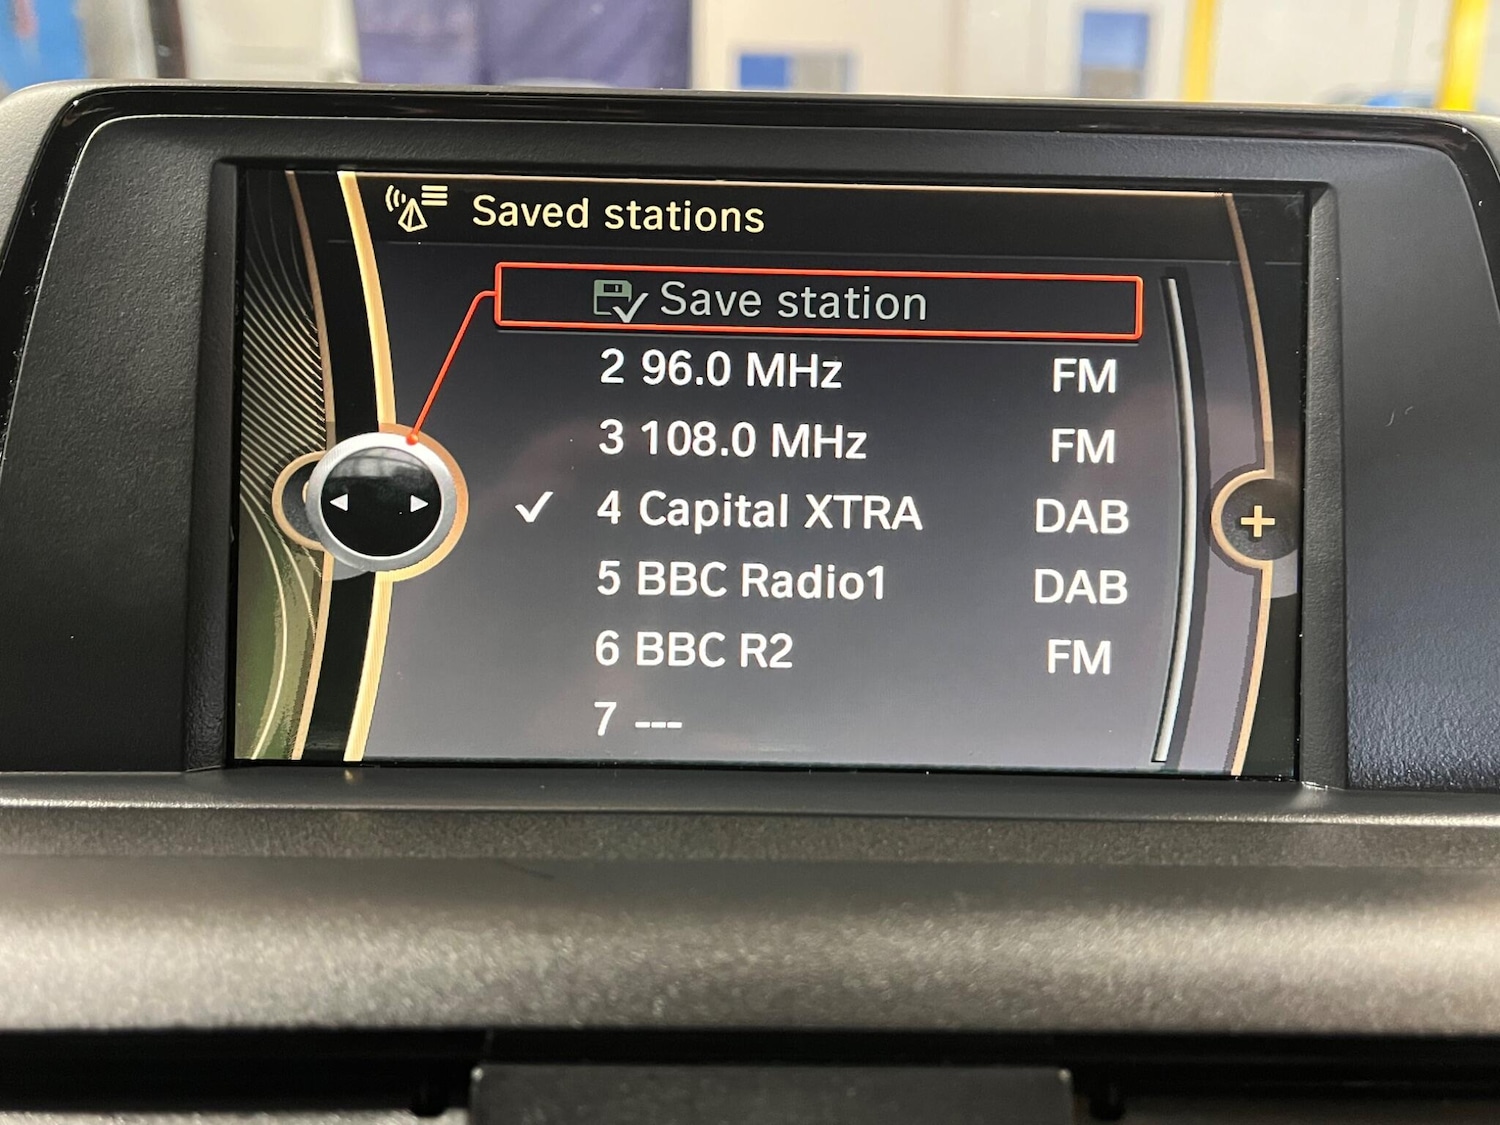 Saved stations
Save station
2 96.0 MHz FM
3 108.0 MHz FM
✓ 4 Capital XTRA DAB
5 BBC Radio1 DAB
6 BBC R2 FM
7 ---